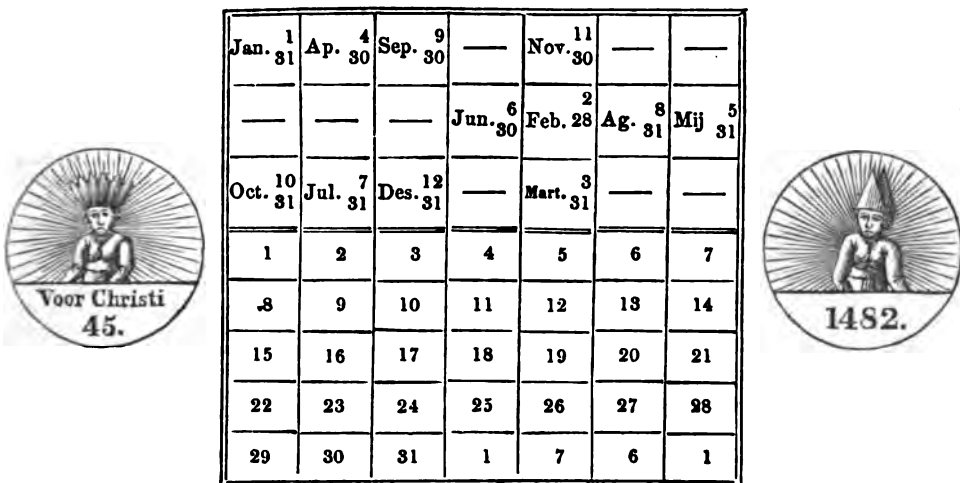 Jan. 1 31 Ap. 4 30 Sep. 9 30 — Nov. 11 30 — —
— — — Jun. 6 30 Feb. 2 28 Ag. 8 31 Mij 5 31
Oct. 10 31 Jul. 7 31 Des. 12 31 — Mart. 3 31 — —
1 2 3 4 5 6 7
8 9 10 11 12 13 14
15 16 17 18 19 20 21
22 23 24 25 26 27 28
29 30 31 1 7 6 1
Voor Christi
45.
1482.